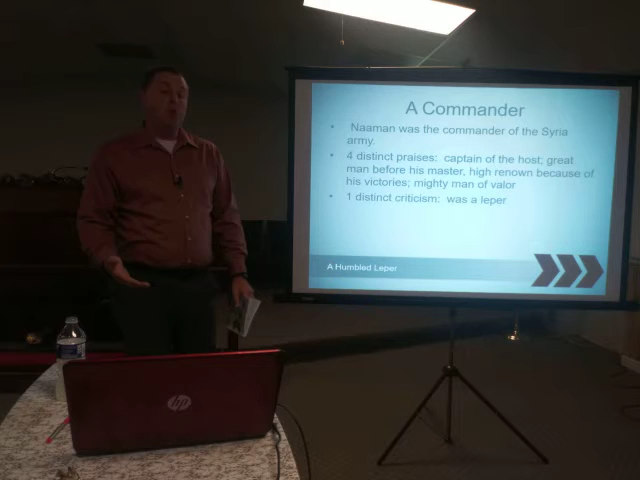 A Commander
• Naaman was the commander of the Syria
army.
• 4 distinct praises: captain of the host; great
man before his master, high renown because of
his victories; mighty man of valor
• 1 distinct criticism: was a leper
A Humbled Leper
hp